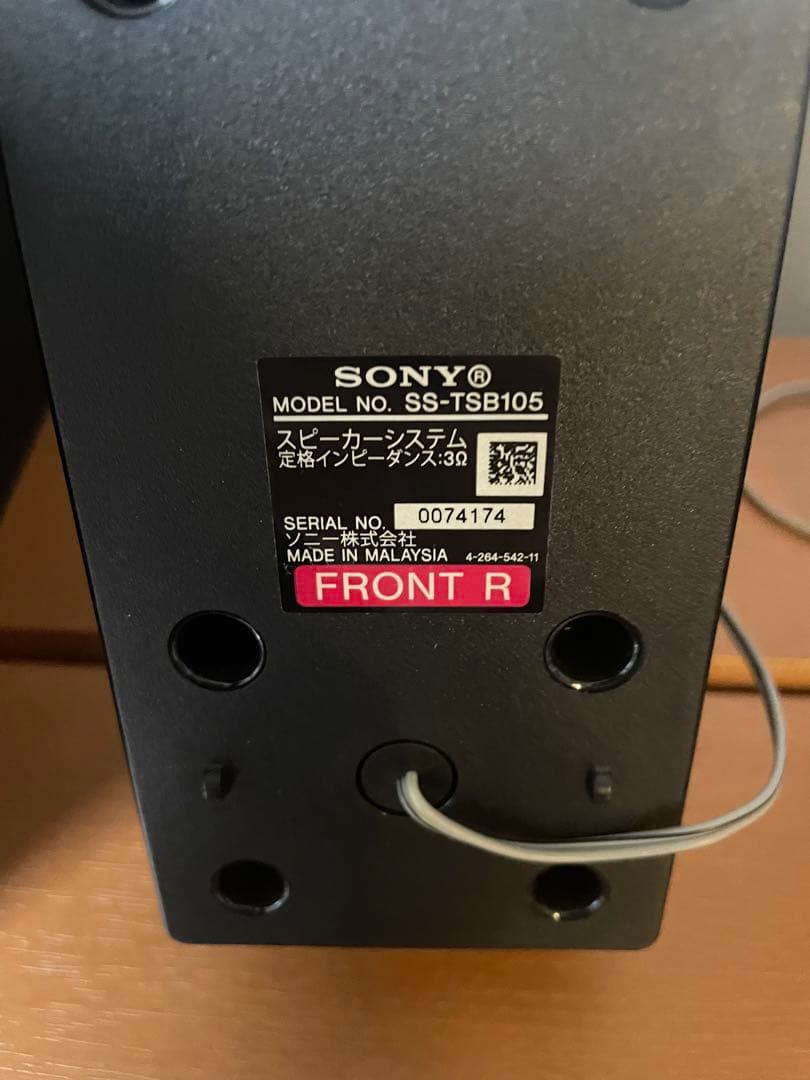 SONY®
MODEL NO. SS-TSB105
スピーカーシステム
定格インピーダンス:3Ω
SERIAL NO. 0074174
ソニー株式会社
MADE IN MALAYSIA 4-264-542-11
FRONT R